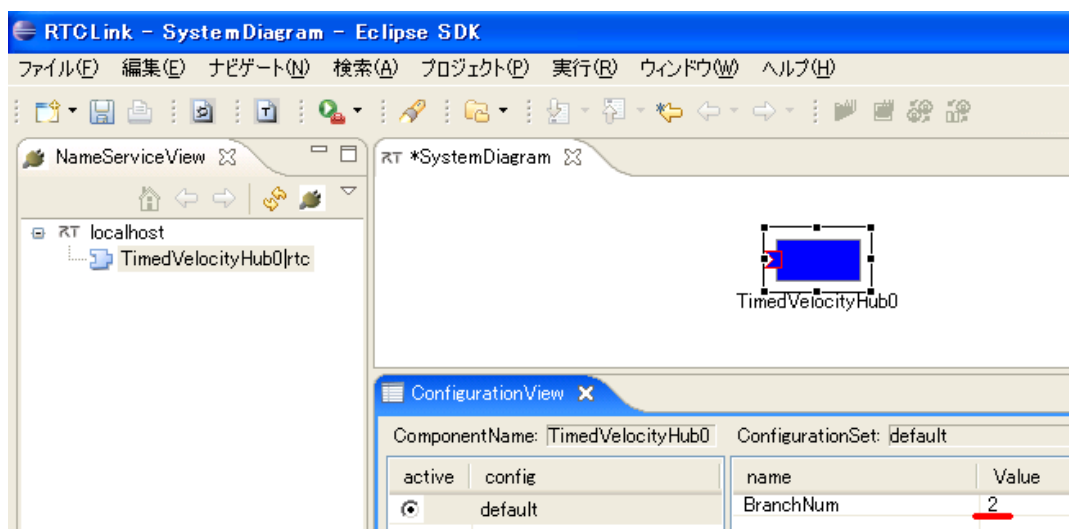 RTCLink - SystemDiagram - Eclipse SDK
ファイル(F) 編集(E) ナビゲート(N) 検索(A) プロジェクト(P) 実行(R) ウィンドウ(W) ヘルプ(H)
NameServiceView
RT *SystemDiagram
RT localhost
TimedVelocityHub0|rtc
TimedVelocityHub0
ConfigurationView
ComponentName: TimedVelocityHub0 ConfigurationSet: default
active config name Value
default BranchNum 2